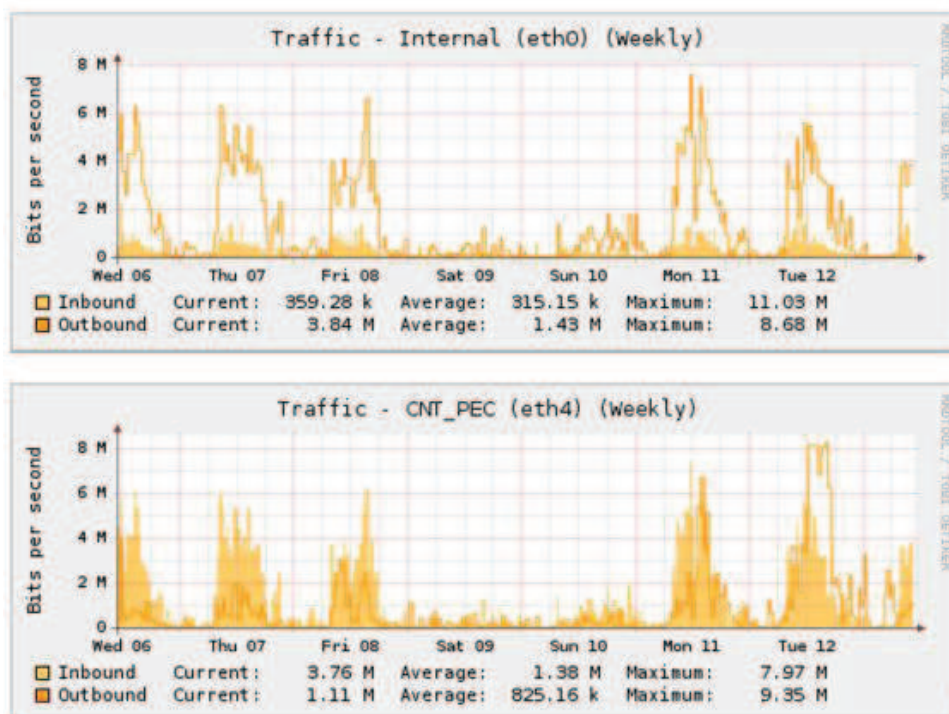 Traffic - Internal (eth0) (Weekly)
Bits per second
8 M
6 M
4 M
2 M
0
Wed 06 Thu 07 Fri 08 Sat 09 Sun 10 Mon 11 Tue 12
Inbound Current: 359.28 k Average: 315.15 k Maximum: 11.03 M
Outbound Current: 3.84 M Average: 1.43 M Maximum: 8.68 M
Traffic - CNT_PEC (eth4) (Weekly)
Bits per second
8 M
6 M
4 M
2 M
0
Wed 06 Thu 07 Fri 08 Sat 09 Sun 10 Mon 11 Tue 12
Inbound Current: 3.76 M Average: 1.38 M Maximum: 7.97 M
Outbound Current: 1.11 M Average: 825.16 k Maximum: 9.35 M